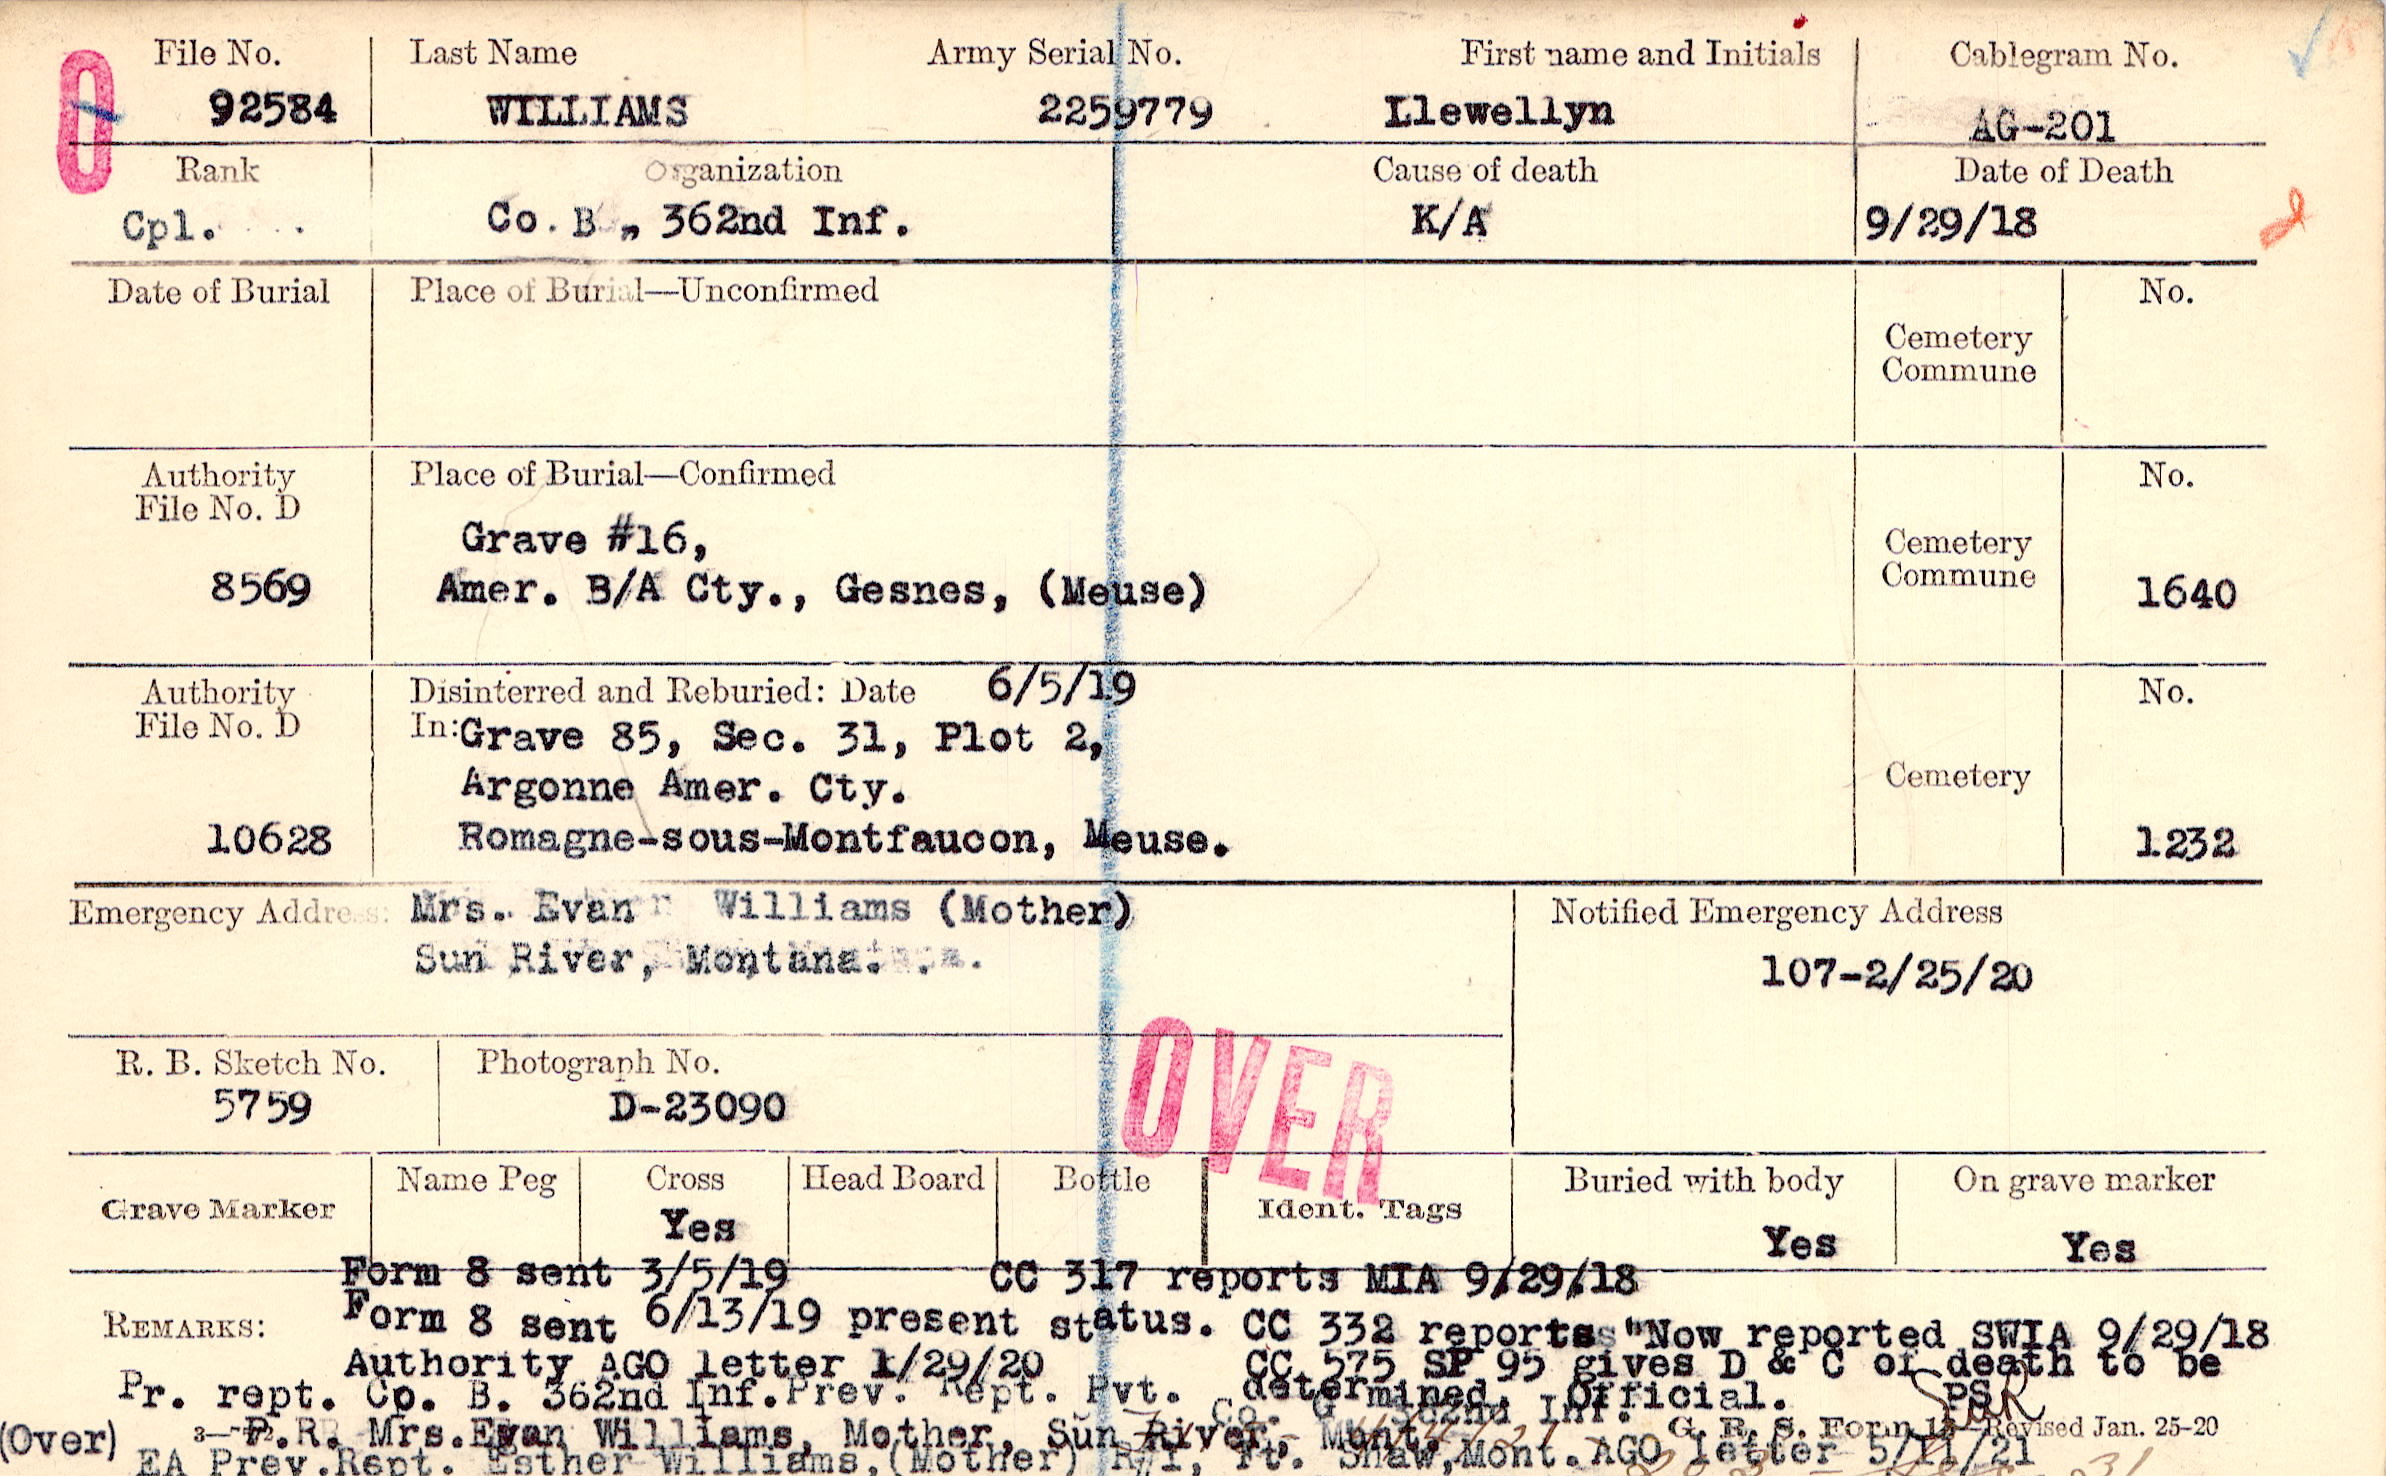 File No. Last Name Army Serial No. First name and Initials Cablegram No.
O 92584 WILLIAMS 2259779 Llewellyn AG-201
Rank Organization Cause of death Date of Death
Cpl. Co. B , 362nd Inf. K/A 9/29/18
Date of Burial Place of Burial—Unconfirmed No.
Cemetery
Commune
Authority Place of Burial—Confirmed No.
File No. D
Grave #16, Cemetery
Commune
8569 Amer. B/A Cty., Gesnes, (Meuse) 1640
Authority Disinterred and Reburied: Date 6/5/19 No.
File No. D In: Grave 85, Sec. 31, Plot 2,
Argonne Amer. Cty. Cemetery
10628 Romagne-sous-Montfaucon, Meuse. 1232
Emergency Address: Mrs. Evan Williams (Mother) Notified Emergency Address
Sun River, Montana. 107-2/25/20
OVER
R. B. Sketch No. Photograph No.
5759 D-23090
Grave Marker Name Peg Cross Head Board Bottle Ident. Tags Buried with body On grave marker
Yes Yes Yes
Form 8 sent 3/5/19 CC 317 reports MIA 9/29/18
REMARKS: Form 8 sent 6/13/19 present status. CC 332 reports "Now reported SWIA 9/29/18
Authority AGO letter 1/29/20 CC 575 SP 95 gives D & C of death to be
Pr. rept. Co. B. 362nd Inf. Prev. Rept. Pvt. determined. Official. PS
Co. G 362nd Inf. G. R. S. Form 13—Revised Jan. 25-20
(Over) P.R. Mrs. Evan Williams, Mother, Sun River, Mont.
EA Prev. Rept. Esther Williams, (Mother) R#1, Ft. Shaw, Mont. AGO letter 5/11/21